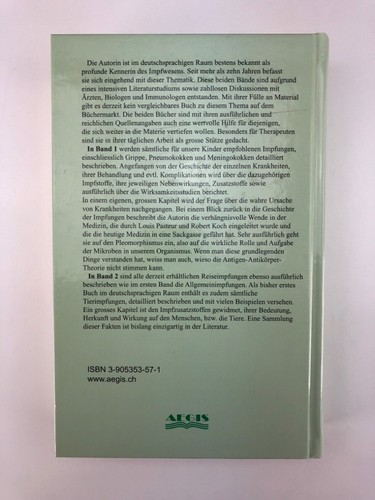 Die Autorin ist im deutschsprachigen Raum bestens bekannt als
profunde Kennerin des Impfwesens. Seit mehr als zehn Jahren befasst
sie sich eingehend mit dieser Thematik. Diese beiden Bände sind aufgrund
eines intensiven Literaturstudiums sowie zahllosen Diskussionen mit
Ärzten, Biologen und Immunologen entstanden. Mit ihrer Fülle an Material
gibt es derzeit kein vergleichbares Buch zu diesem Thema auf dem
Büchermarkt. Die beiden Bücher sind mit ihren ausführlichen und
reichlichen Quellenangaben auch eine wertvolle Hilfe für diejenigen,
die sich weiter in die Materie vertiefen wollen. Besonders für Therapeuten
sind sie in ihrer täglichen Arbeit als grosse Stütze gedacht.
In Band 1 werden sämtliche für unsere Kinder empfohlenen Impfungen,
einschliesslich Grippe, Pneumokokken und Meningokokken detailliert
beschrieben. Angefangen von der Geschichte der einzelnen Krankheiten,
ihrer Behandlung und evtl. Komplikationen wird über die dazugehörigen
Impfstoffe, ihre jeweiligen Nebenwirkungen, Zusatzstoffe sowie
ausführlich über die Wirksamkeitsstudien berichtet.
In einem eigenen, grossen Kapitel wird der Frage über die wahre Ursache
von Krankheiten nachgegangen. Bei einem Blick zurück in die Geschichte
der Impfungen beschreibt die Autorin die verhängnisvolle Wende in der
Medizin, die durch Louis Pasteur und Robert Koch eingeleitet wurde und
die die heutige Medizin in eine Sackgasse geführt hat. Sehr ausführlich geht
sie auf den Pleomorphismus ein, also auf die wirkliche Rolle und Aufgabe
der Mikroben in unserem Organismus. Wenn man diese grundlegenden
Dinge verstanden hat, weiss man auch, wieso die Antigen-Antikörper-
Theorie nicht stimmen kann.
In Band 2 sind alle derzeit erhältlichen Reiseimpfungen ebenso ausführlich
beschrieben wie im ersten Band die Allgemeinimpfungen. Als bisher erstes
Buch im deutschsprachigen Raum enthält es zudem sämtliche
Tierimpfungen, detailliert beschrieben und mit vielen Beispielen versehen.
Ein grosses Kapitel ist den Impfzusatzstoffen gewidmet, ihrer Bedeutung,
Herkunft und Wirkung auf den Menschen, bzw. die Tiere. Eine Sammlung
dieser Fakten ist bislang einzigartig in der Literatur.
ISBN 3-905353-57-1
www.aegis.ch
AEGIS